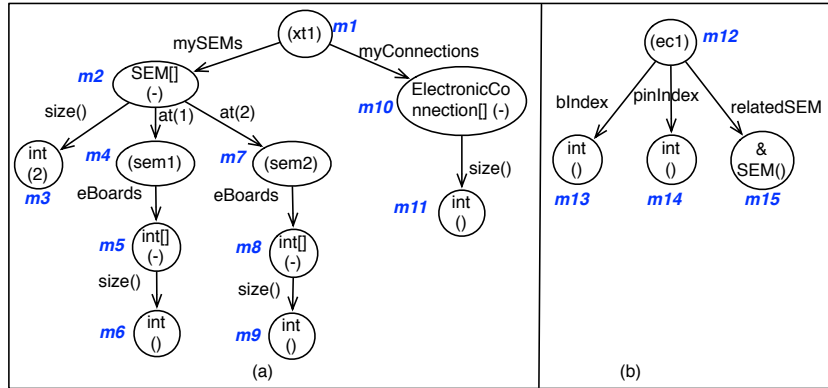 (xt1)
m1
mySEMs
myConnections
m2
SEM[]
(-)
m10
ElectronicCo
nnection[] (-)
size()
at(1)
at(2)
int
(2)
m3
m4
(sem1)
m7
(sem2)
size()
eBoards
eBoards
m11
int
()
m5
int[]
(-)
m8
int[]
(-)
size()
size()
m6
int
()
m9
int
()
(a)
(ec1)
m12
bIndex
pinIndex
relatedSEM
int
()
int
()
&
SEM()
m13
m14
m15
(b)